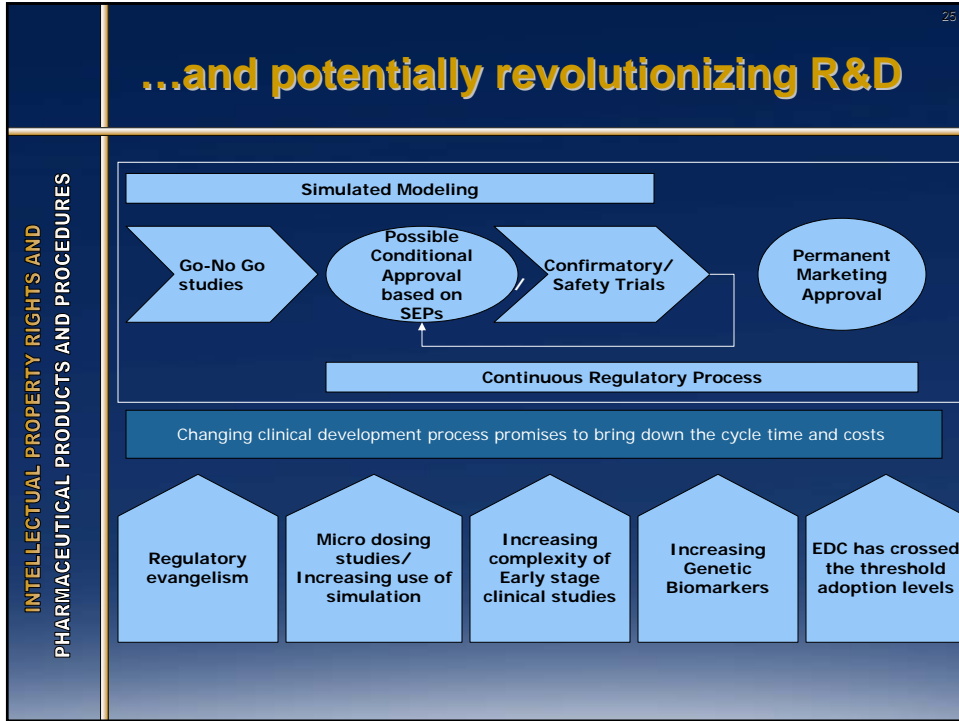 25
…and potentially revolutionizing R&D
INTELLECTUAL PROPERTY RIGHTS AND
PHARMACEUTICAL PRODUCTS AND PROCEDURES
Simulated Modeling
Go-No Go
studies
Possible
Conditional
Approval
based on
SEPs
/
Confirmatory/
Safety Trials
Permanent
Marketing
Approval
Continuous Regulatory Process
Changing clinical development process promises to bring down the cycle time and costs
Regulatory
evangelism
Micro dosing
studies/
Increasing use of
simulation
Increasing
complexity of
Early stage
clinical studies
Increasing
Genetic
Biomarkers
EDC has crossed
the threshold
adoption levels